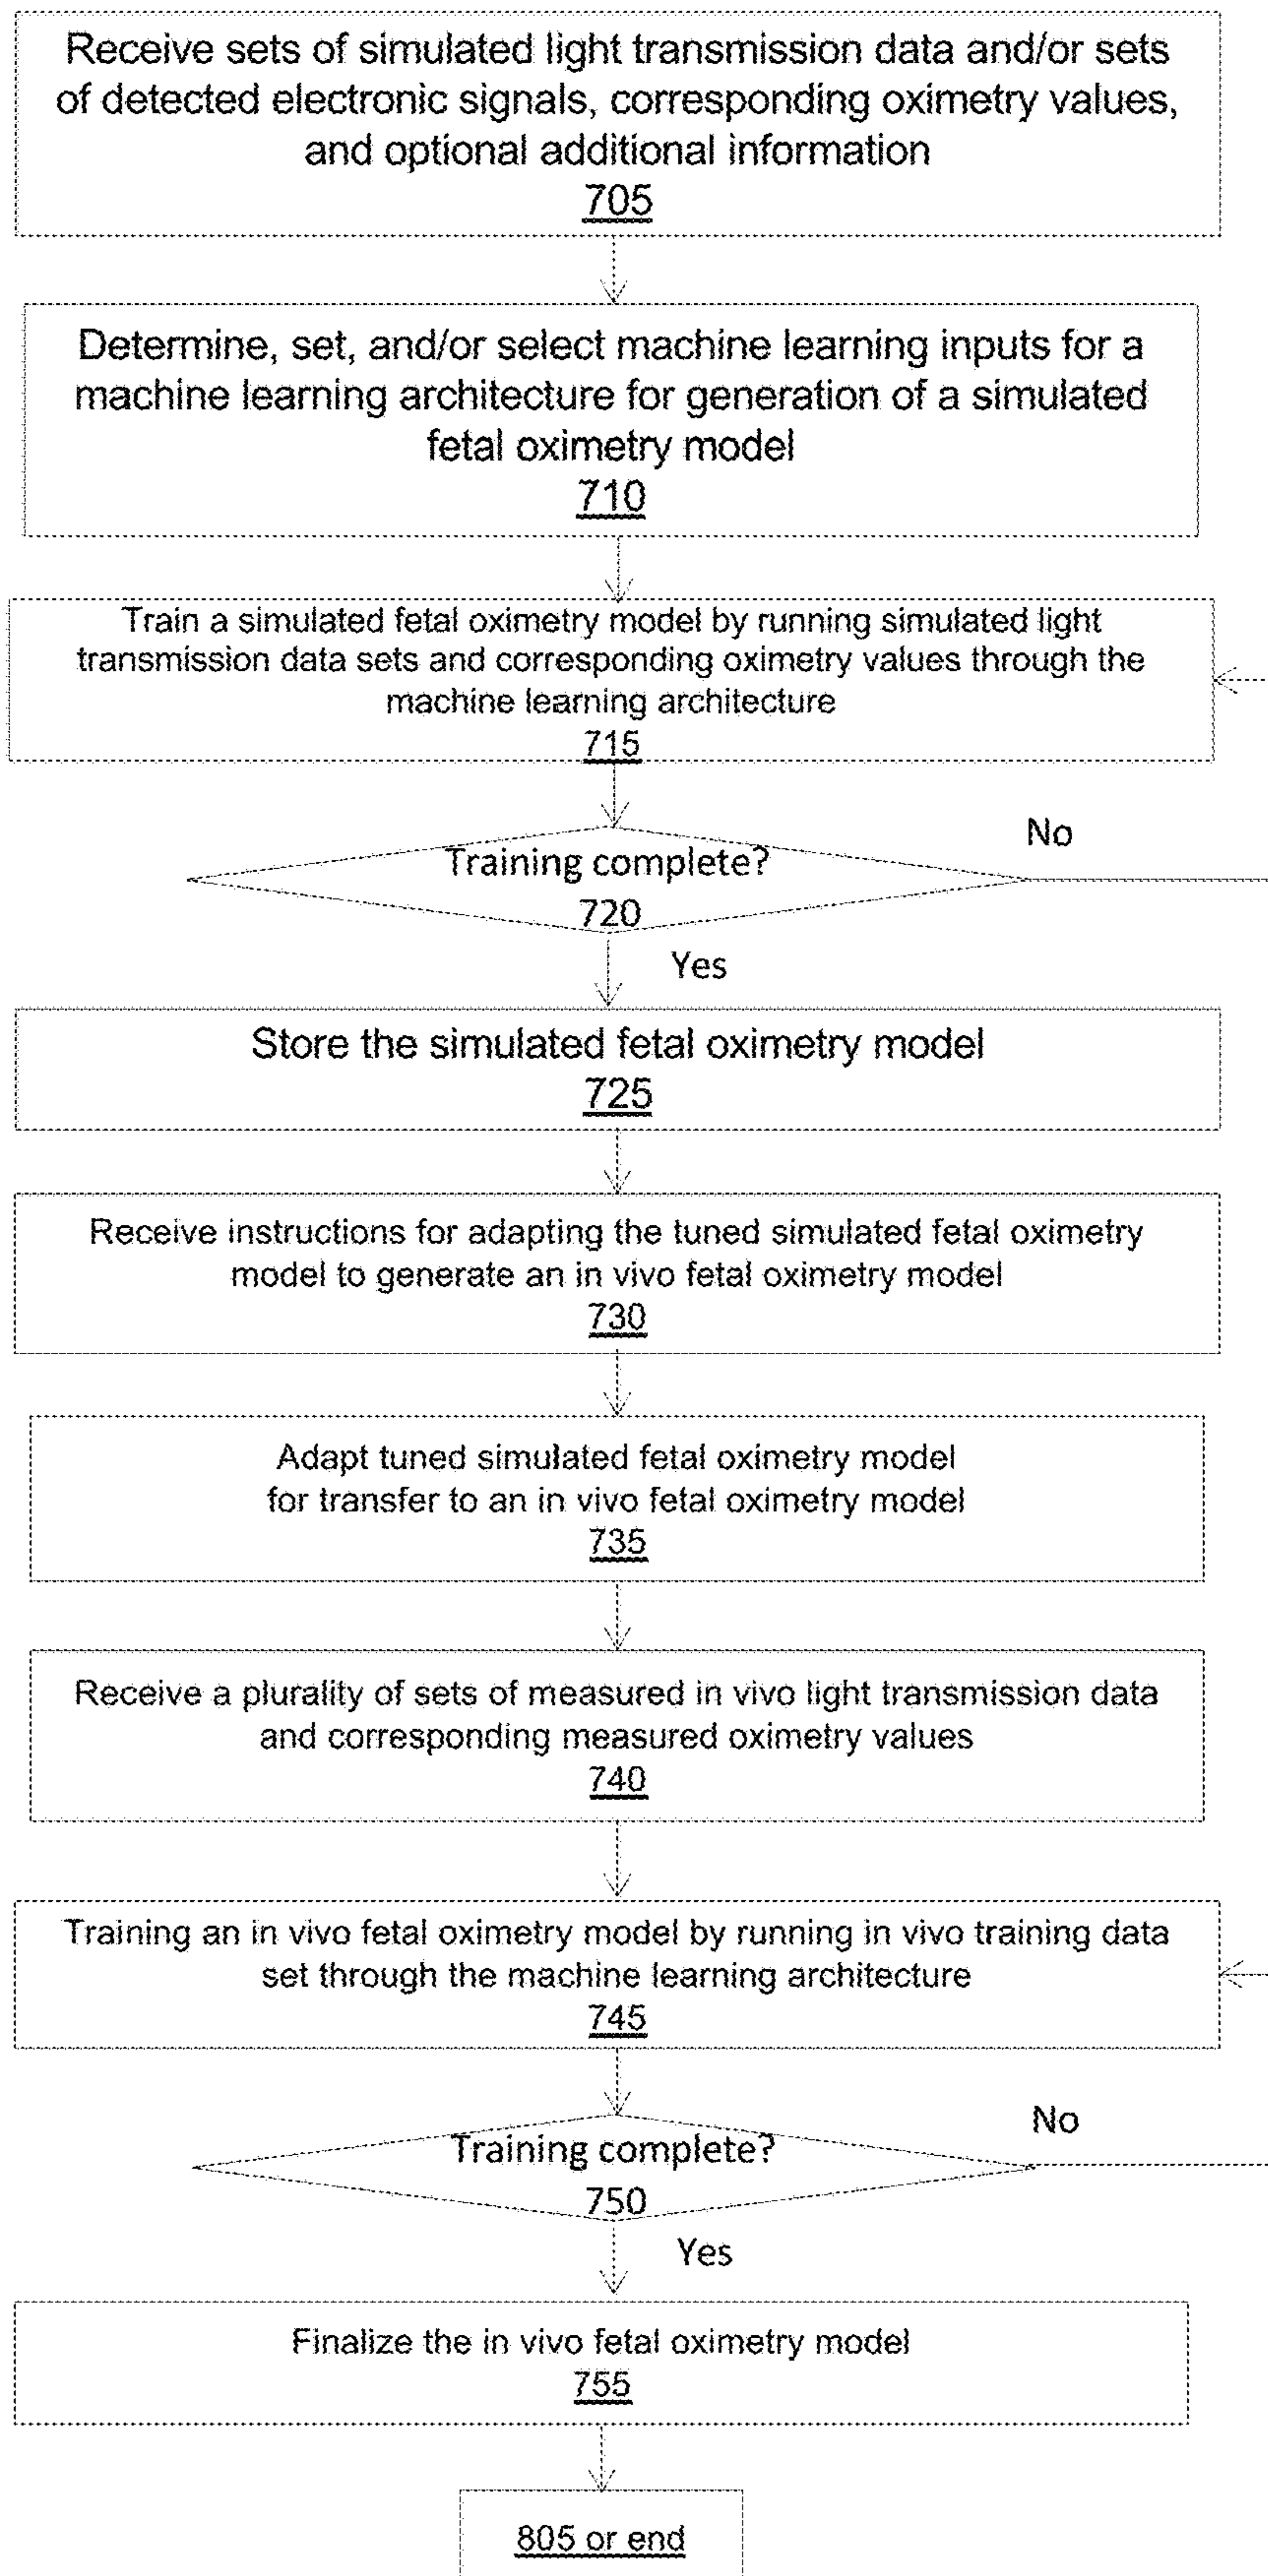 Receive sets of simulated light transmission data and/or sets
of detected electronic signals, corresponding oximetry values,
and optional additional information
705
Determine, set, and/or select machine learning inputs for a
machine learning architecture for generation of a simulated
fetal oximetry model
710
Train a simulated fetal oximetry model by running simulated light
transmission data sets and corresponding oximetry values through the
machine learning architecture
715
Training complete?
720
No
Yes
Store the simulated fetal oximetry model
725
Receive instructions for adapting the tuned simulated fetal oximetry
model to generate an in vivo fetal oximetry model
730
Adapt tuned simulated fetal oximetry model
for transfer to an in vivo fetal oximetry model
735
Receive a plurality of sets of measured in vivo light transmission data
and corresponding measured oximetry values
740
Training an in vivo fetal oximetry model by running in vivo training data
set through the machine learning architecture
745
Training complete?
750
No
Yes
Finalize the in vivo fetal oximetry model
755
805 or end